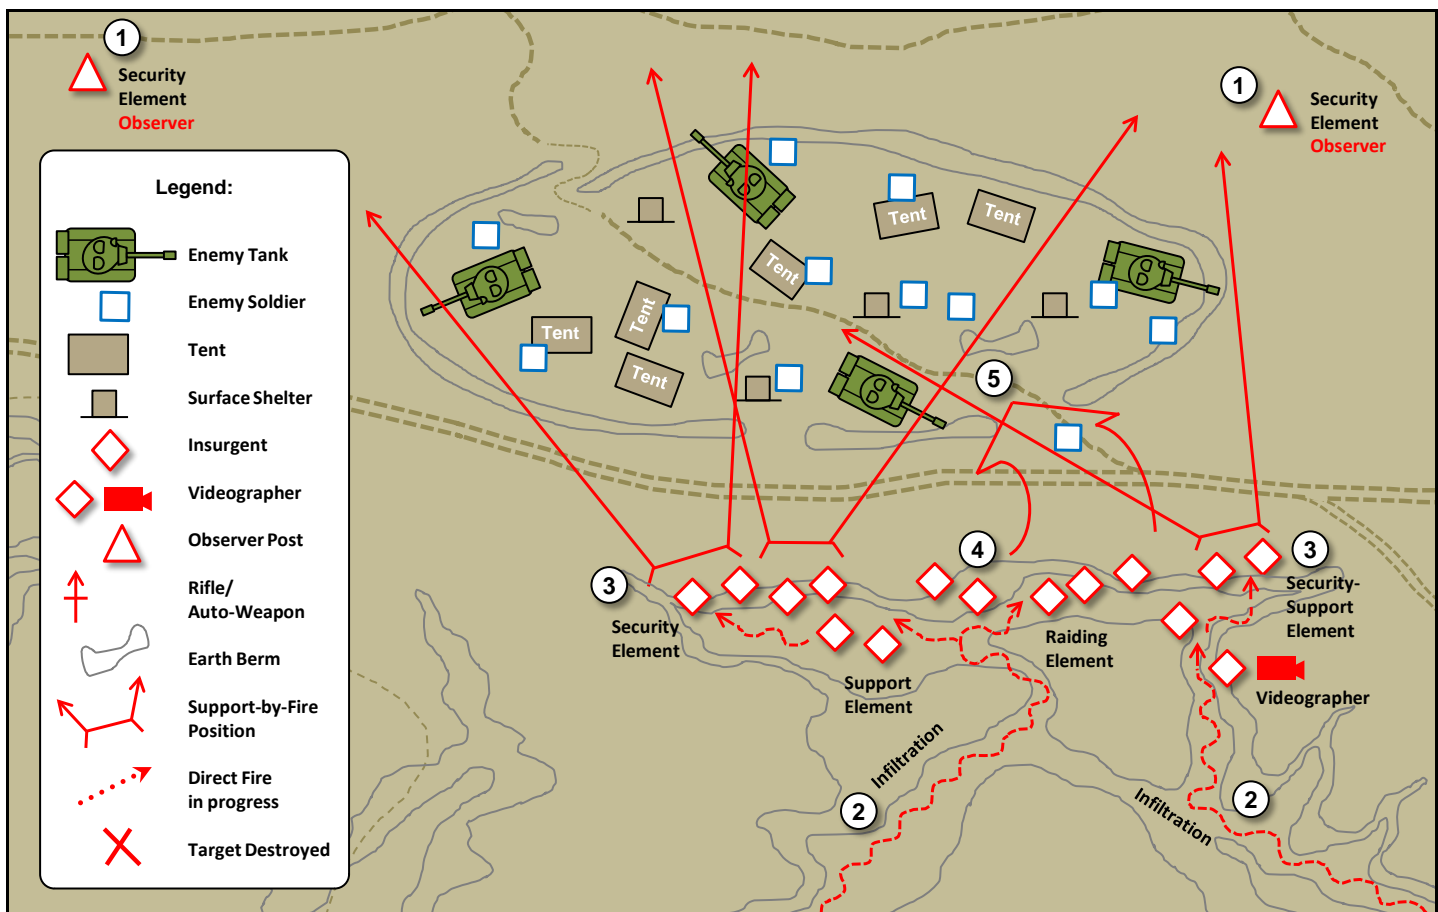 1
Security
Element
Observer
1
Security
Element
Observer
Legend:
Enemy Tank
Enemy Soldier
Tent
Surface Shelter
Insurgent
Videographer
Observer Post
Rifle/
Auto-Weapon
Earth Berm
Support-by-Fire
Position
Direct Fire
in progress
Target Destroyed
Tent
Tent
Tent
Tent
Tent
Tent
5
4
3
Security
Element
Support
Element
Raiding
Element
3
Security-
Support
Element
Videographer
Infiltration
2
Infiltration
2